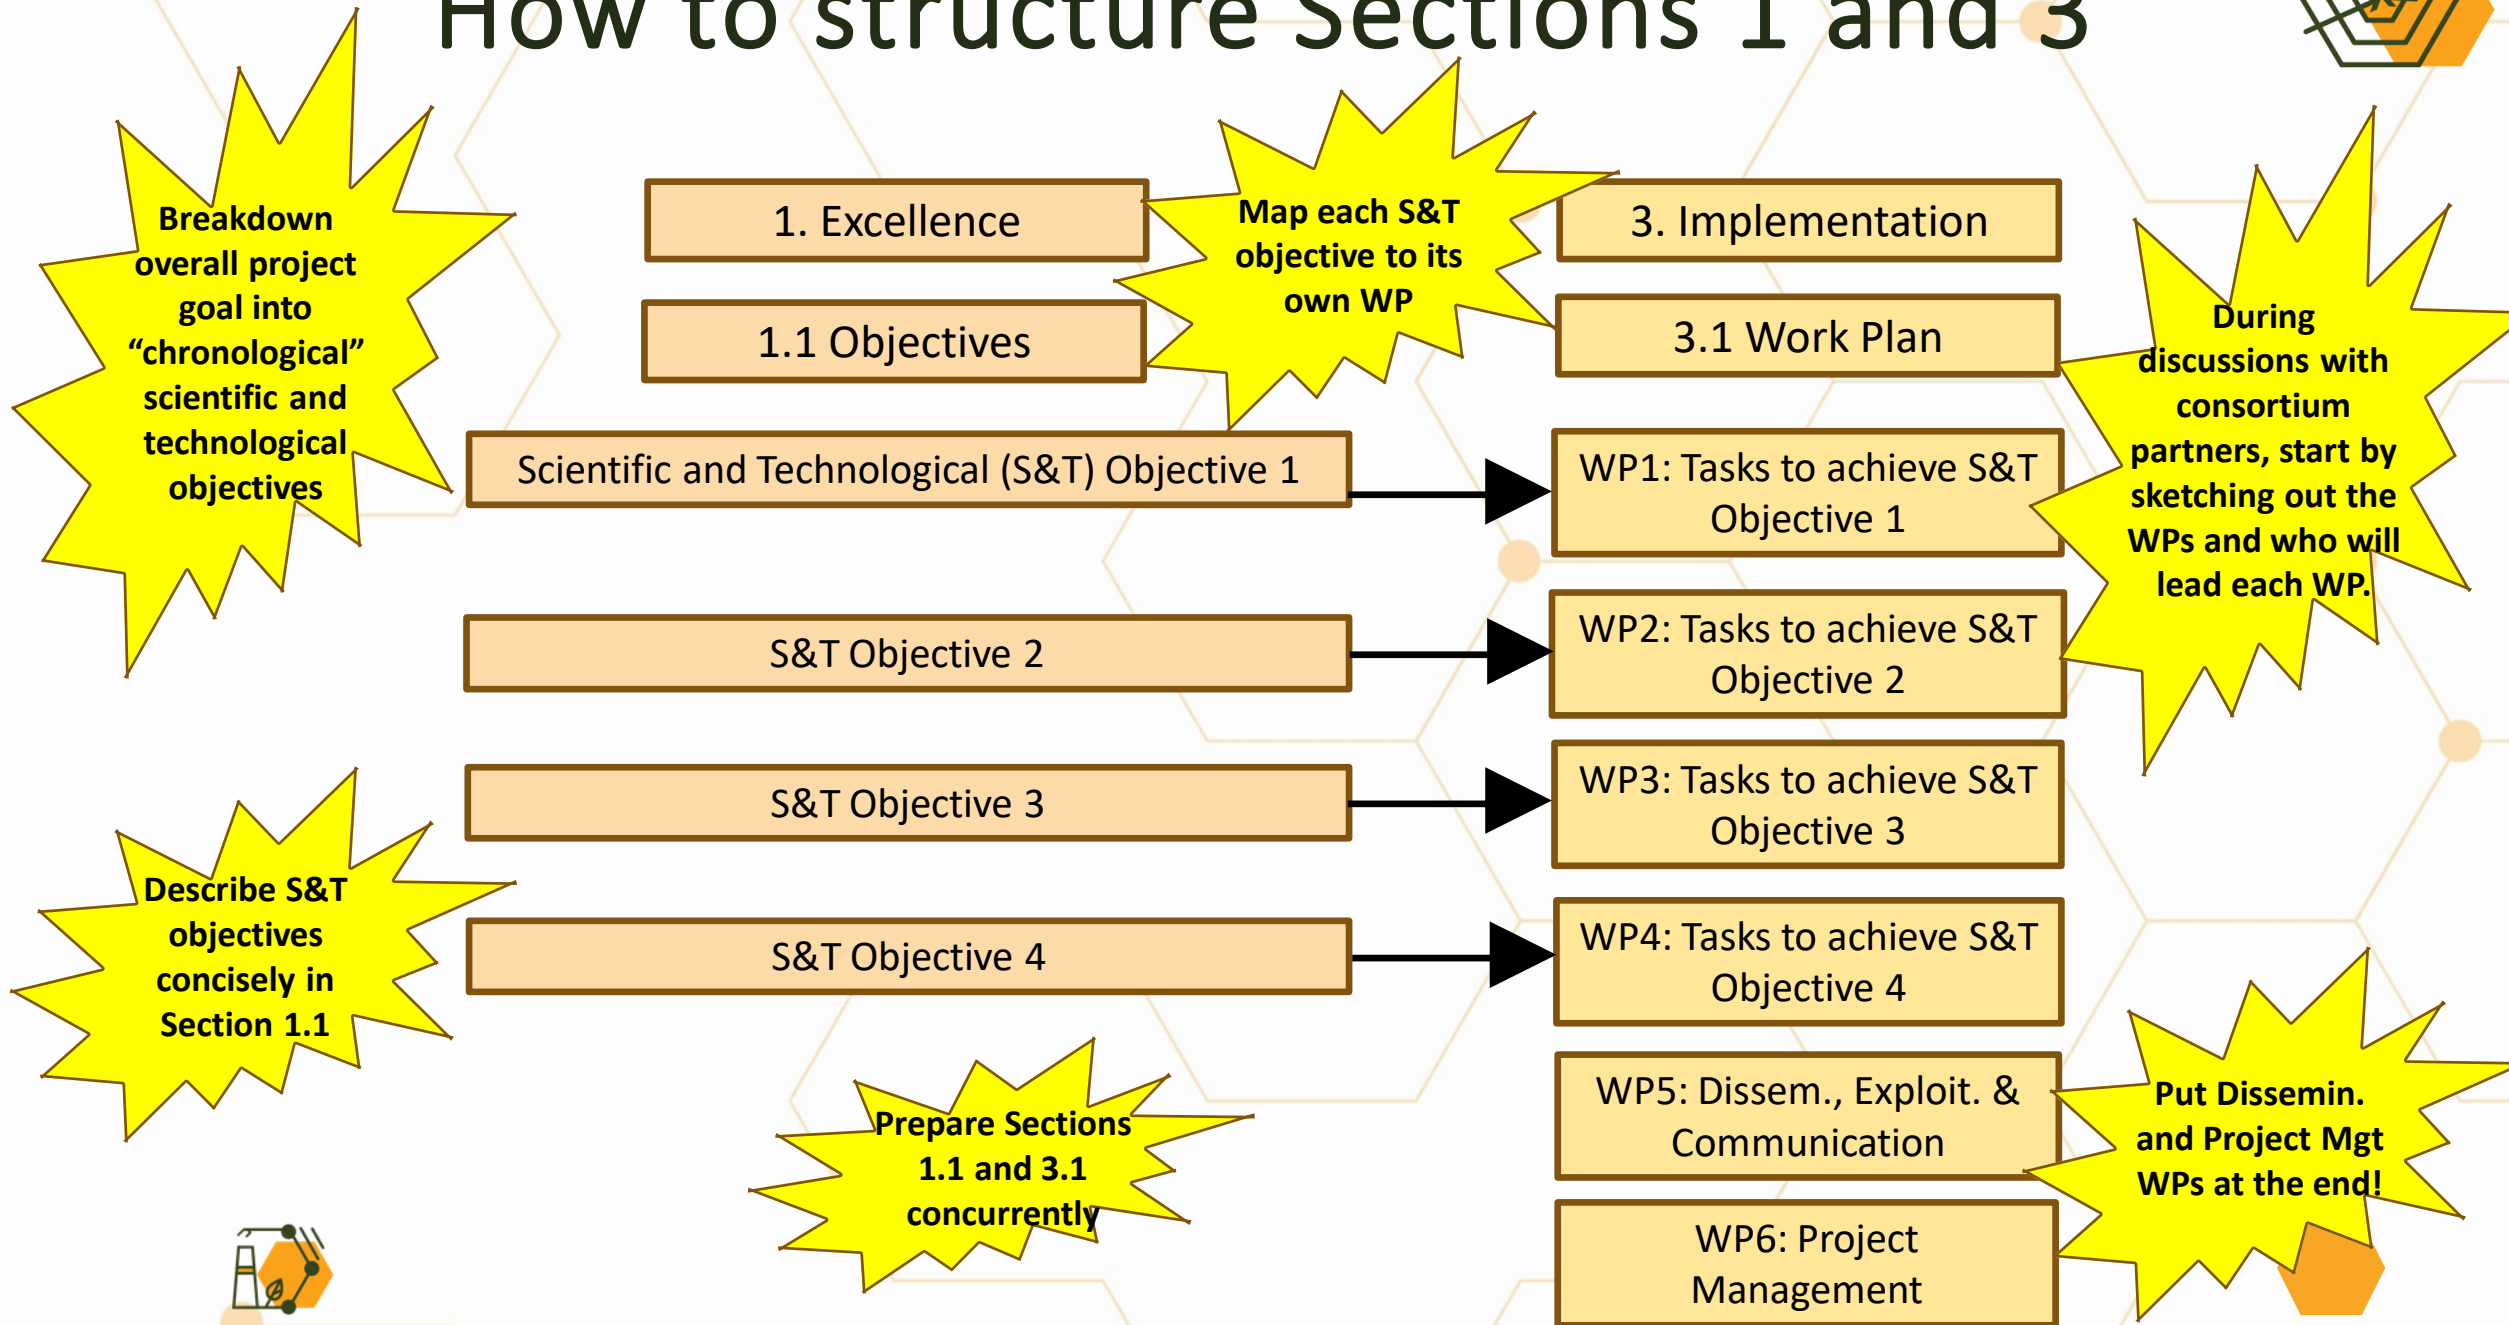 How to structure Sections 1 and 3
Breakdown
overall project
goal into
“chronological”
scientific and
technological
objectives
1. Excellence
1.1 Objectives
Map each S&T
objective to its
own WP
3. Implementation
3.1 Work Plan
During
discussions with
consortium
partners, start by
sketching out the
WPs and who will
lead each WP.
Scientific and Technological (S&T) Objective 1
WP1: Tasks to achieve S&T
Objective 1
S&T Objective 2
WP2: Tasks to achieve S&T
Objective 2
S&T Objective 3
WP3: Tasks to achieve S&T
Objective 3
Describe S&T
objectives
concisely in
Section 1.1
S&T Objective 4
WP4: Tasks to achieve S&T
Objective 4
Prepare Sections
1.1 and 3.1
concurrently
WP5: Dissem., Exploit. &
Communication
Put Dissemin.
and Project Mgt
WPs at the end!
WP6: Project
Management